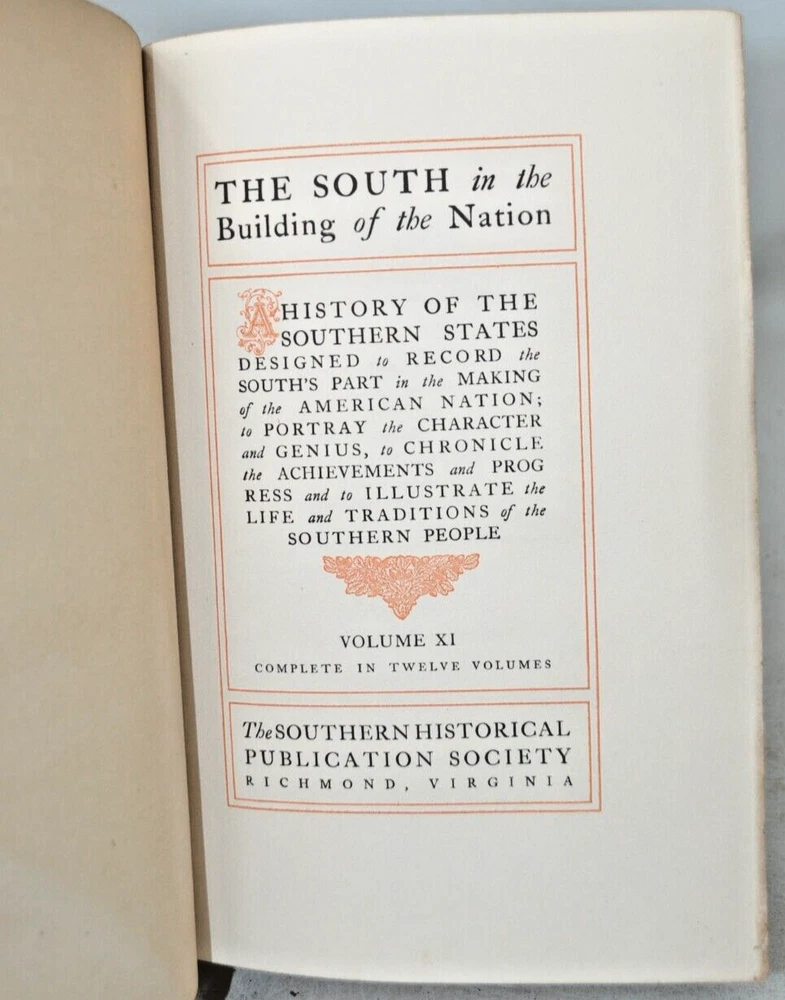 THE SOUTH in the
Building of the Nation
A HISTORY OF THE
SOUTHERN STATES
DESIGNED to RECORD the
SOUTH'S PART in the MAKING
of the AMERICAN NATION;
to PORTRAY the CHARACTER
and GENIUS, to CHRONICLE
the ACHIEVEMENTS and PROG
RESS and to ILLUSTRATE the
LIFE and TRADITIONS of the
SOUTHERN PEOPLE
VOLUME XI
COMPLETE IN TWELVE VOLUMES
The SOUTHERN HISTORICAL
PUBLICATION SOCIETY
RICHMOND, VIRGINIA